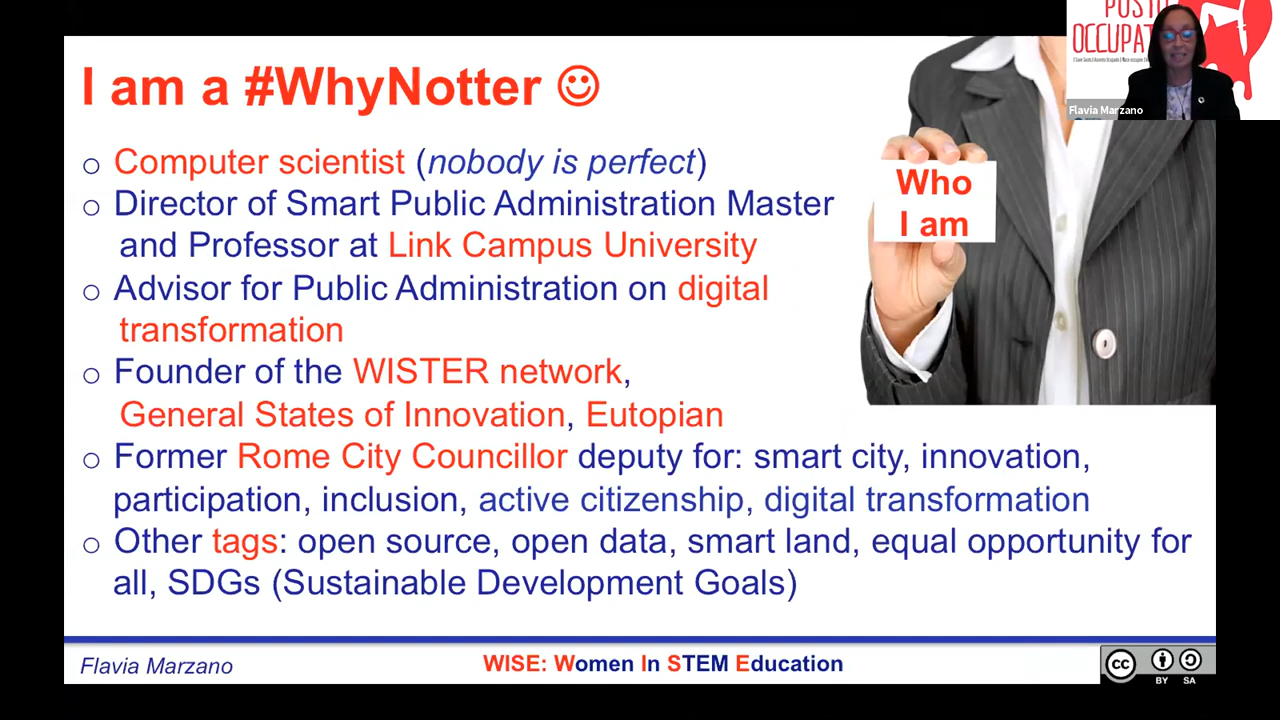 I am a #WhyNotter ☺
POSTO
OCCUPAT
Flavia Marzano
Who
I am
o Computer scientist (nobody is perfect)
o Director of Smart Public Administration Master
and Professor at Link Campus University
o Advisor for Public Administration on digital
transformation
o Founder of the WISTER network,
General States of Innovation, Eutopian
o Former Rome City Councillor deputy for: smart city, innovation,
participation, inclusion, active citizenship, digital transformation
o Other tags: open source, open data, smart land, equal opportunity for
all, SDGs (Sustainable Development Goals)
Flavia Marzano
WISE: Women In STEM Education
cc
BY SA